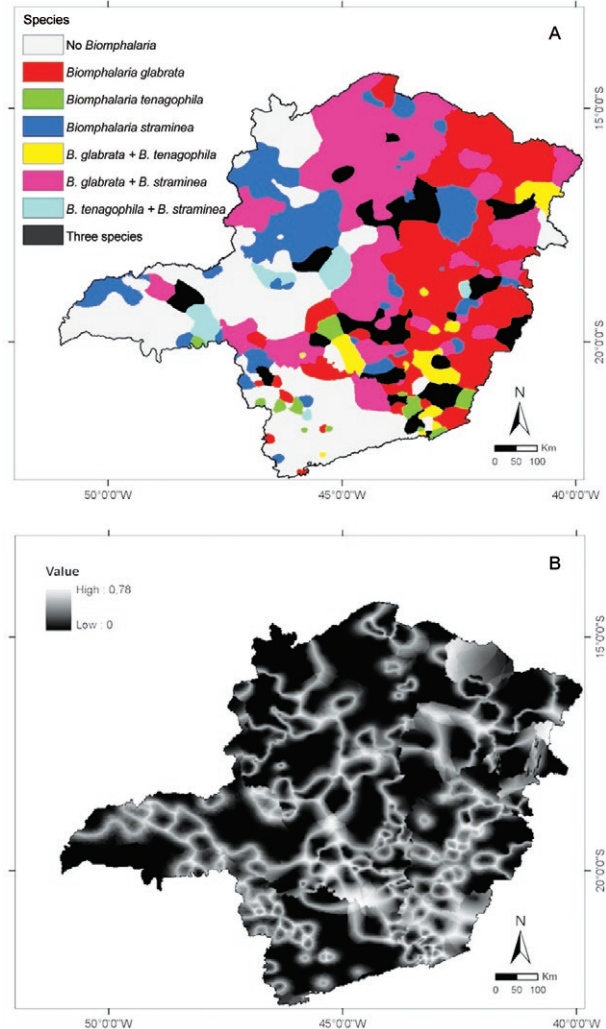 Species
A
No Biomphalaria
Biomphalaria glabrata
Biomphalaria tenagophila
Biomphalaria straminea
B. glabrata + B. tenagophila
B. glabrata + B. straminea
B. tenagophila + B. straminea
Three species
15°0'0"S
20°0'0"S
N
Km
0 50 100
50°0'0"W
45°0'0"W
40°0'0"W
B
Value
High : 0,78
Low : 0
15°0'0"S
20°0'0"S
N
Km
0 50 100
50°0'0"W
45°0'0"W
40°0'0"W